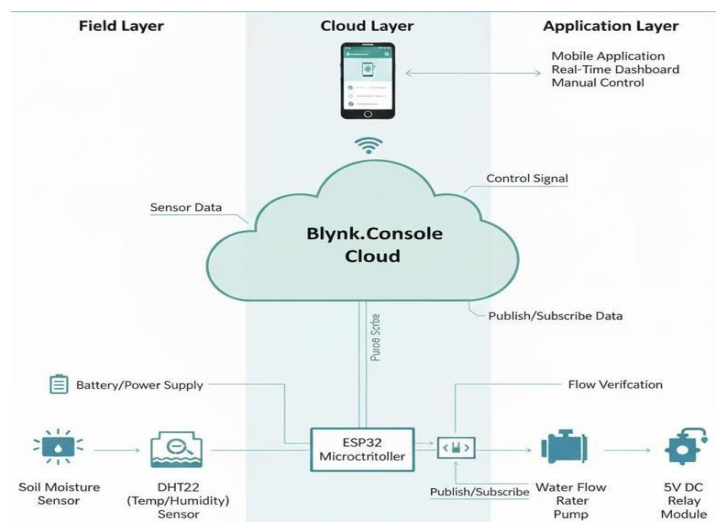 Field Layer
Cloud Layer
Application Layer
Mobile Application
Real-Time Dashboard
Manual Control
Control Signal
Sensor Data
Blynk.Console
Cloud
Publish/Subscribe Data
Battery/Power Supply
Flow Verifcation
ESP32
Microctritoller
Soil Moisture
Sensor
DHT22
(Temp/Humidity)
Sensor
Publish/Subscribe
Water Flow
Rater
Pump
5V DC
Relay
Module